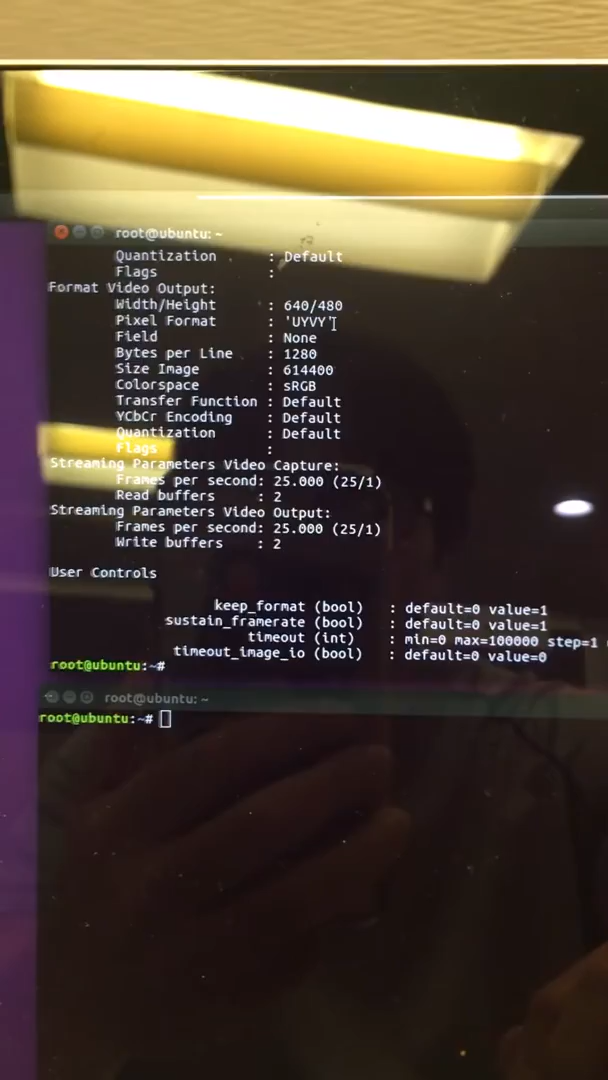 root@ubuntu: ~
Quantization : Default
Flags :
Format Video Output:
Width/Height : 640/480
Pixel Format : 'UYVY'
Field : None
Bytes per Line : 1280
Size Image : 614400
Colorspace : sRGB
Transfer Function : Default
YCbCr Encoding : Default
Quantization : Default
Flags :
Streaming Parameters Video Capture:
Frames per second: 25.000 (25/1)
Read buffers : 2
Streaming Parameters Video Output:
Frames per second: 25.000 (25/1)
Write buffers : 2
User Controls
keep_format (bool) : default=0 value=1
sustain_framerate (bool) : default=0 value=1
timeout (int) : min=0 max=100000 step=1
timeout_image_io (bool) : default=0 value=0
root@ubuntu:~#
root@ubuntu: ~
root@ubuntu:~#